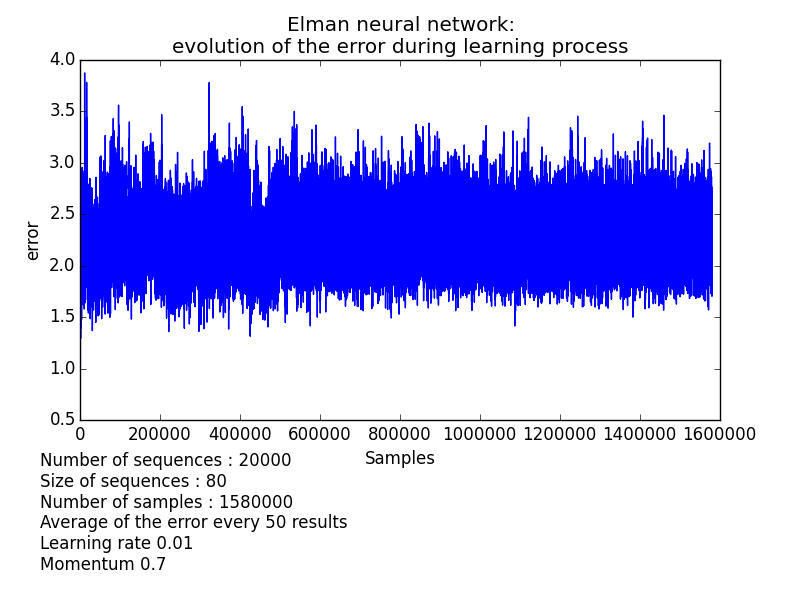 Elman neural network:
evolution of the error during learning process
4.0
3.5
3.0
2.5
2.0
1.5
1.0
0.5
error
0 200000 400000 600000 800000 1000000 1200000 1400000 1600000
Samples
Number of sequences : 20000
Size of sequences : 80
Number of samples : 1580000
Average of the error every 50 results
Learning rate 0.01
Momentum 0.7